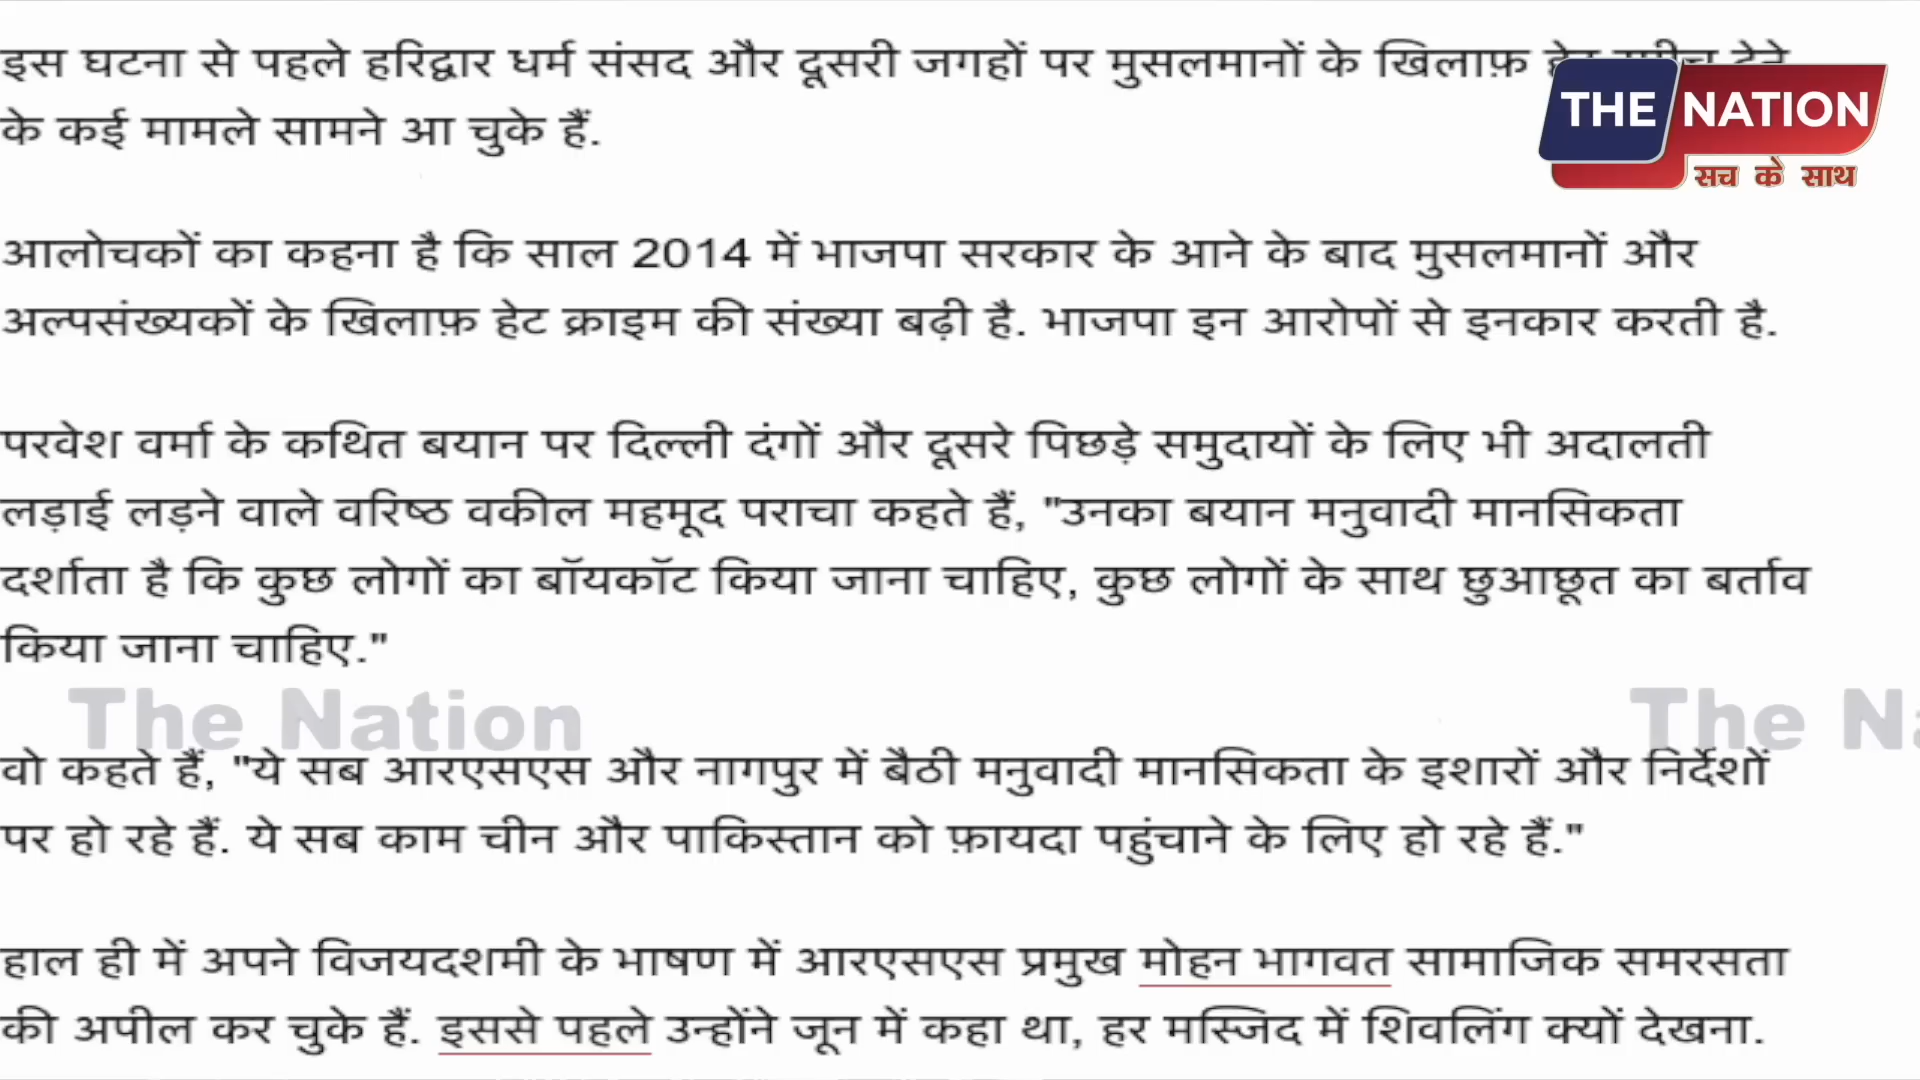 इस घटना से पहले हरिद्वार धर्म संसद और दूसरी जगहों पर मुसलमानों के खिलाफ़
के कई मामले सामने आ चुके हैं.
THE NATION
सच के साथ
आलोचकों का कहना है कि साल 2014 में भाजपा सरकार के आने के बाद मुसलमानों और
अल्पसंख्यकों के खिलाफ़ हेट क्राइम की संख्या बढ़ी है. भाजपा इन आरोपों से इनकार करती है.
परवेश वर्मा के कथित बयान पर दिल्ली दंगों और दूसरे पिछड़े समुदायों के लिए भी अदालती
लड़ाई लड़ने वाले वरिष्ठ वकील महमूद पराचा कहते हैं, "उनका बयान मनुवादी मानसिकता
दर्शाता है कि कुछ लोगों का बॉयकॉट किया जाना चाहिए, कुछ लोगों के साथ छुआछूत का बर्ताव
किया जाना चाहिए."
The Nation
The Na
वो कहते हैं, "ये सब आरएसएस और नागपुर में बैठी मनुवादी मानसिकता के इशारों और निर्देशों
पर हो रहे हैं. ये सब काम चीन और पाकिस्तान को फ़ायदा पहुंचाने के लिए हो रहे हैं."
हाल ही में अपने विजयदशमी के भाषण में आरएसएस प्रमुख मोहन भागवत सामाजिक समरसता
की अपील कर चुके हैं. इससे पहले उन्होंने जून में कहा था, हर मस्जिद में शिवलिंग क्यों देखना.